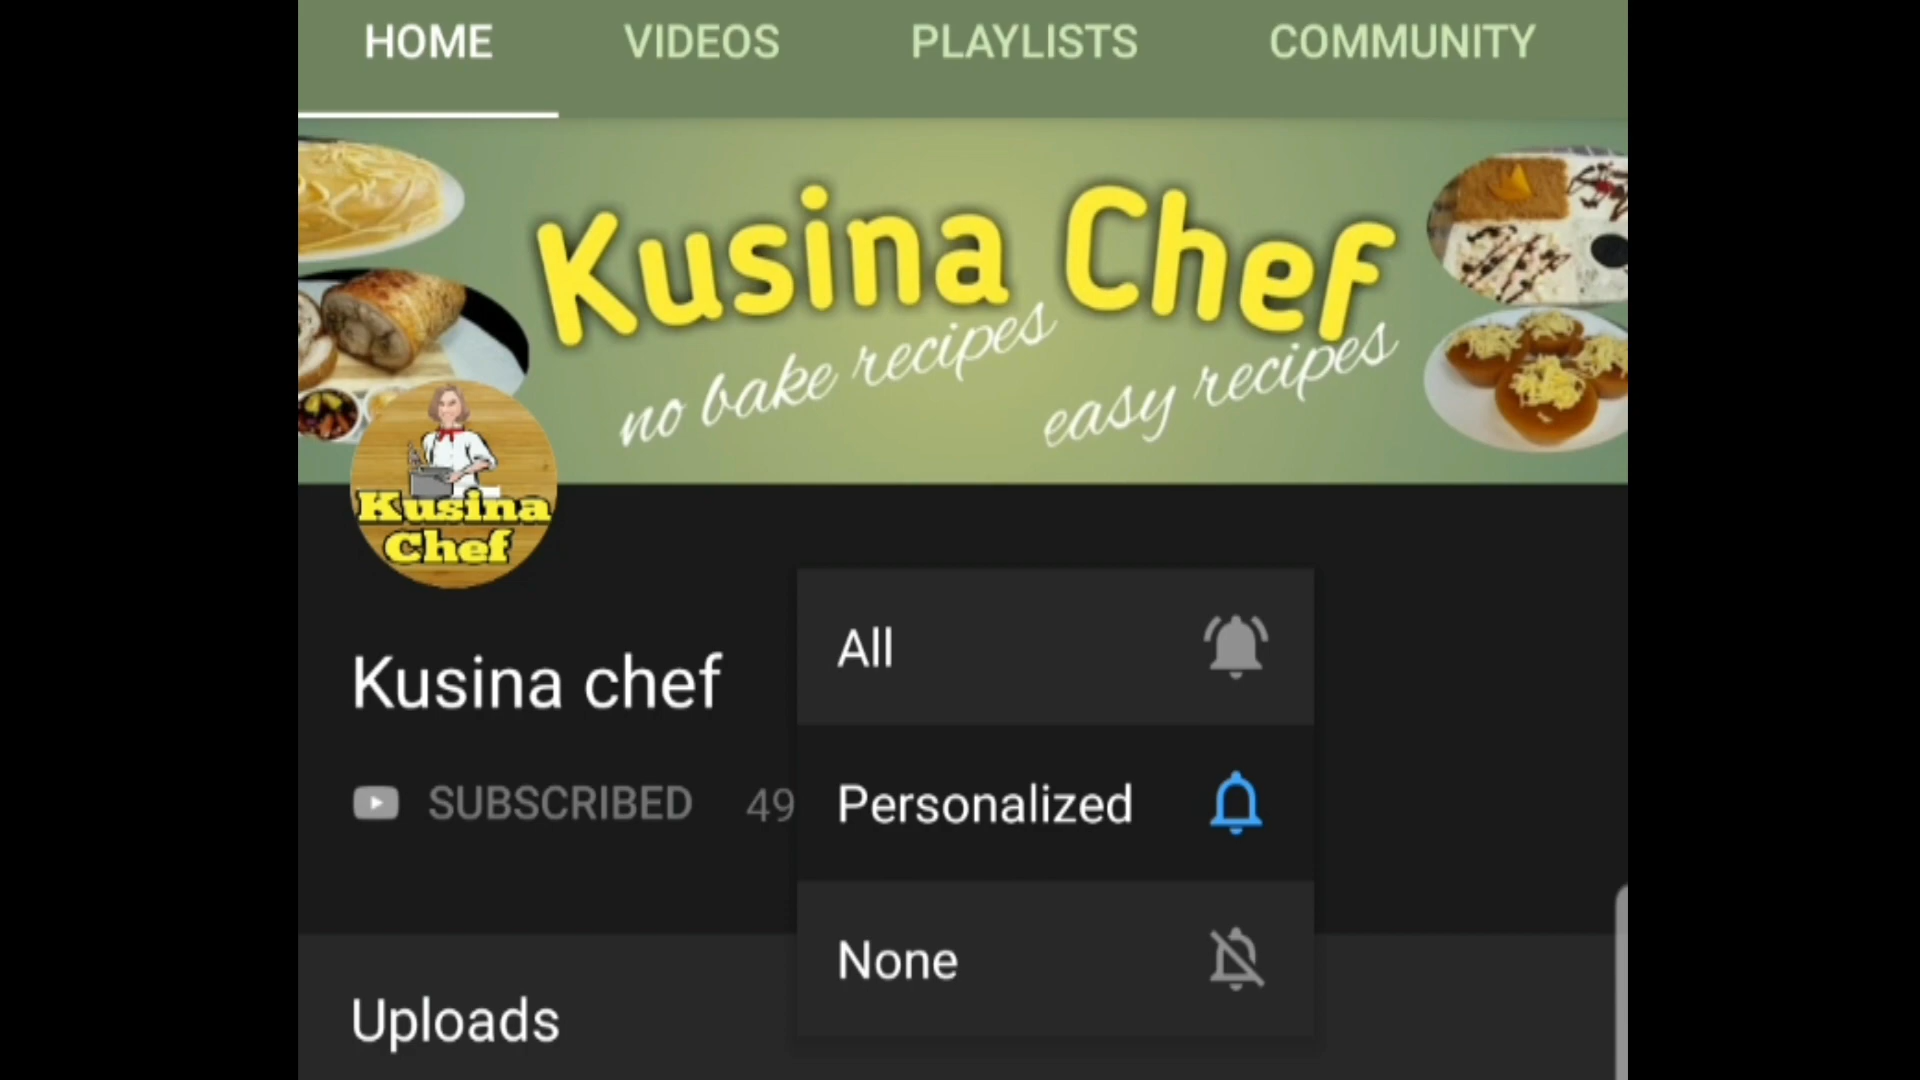 HOME VIDEOS PLAYLISTS COMMUNITY
Kusina Chef
no bake recipes
easy recipes
Kusina
Chef
Kusina chef
SUBSCRIBED 49
All
Personalized
None
Uploads